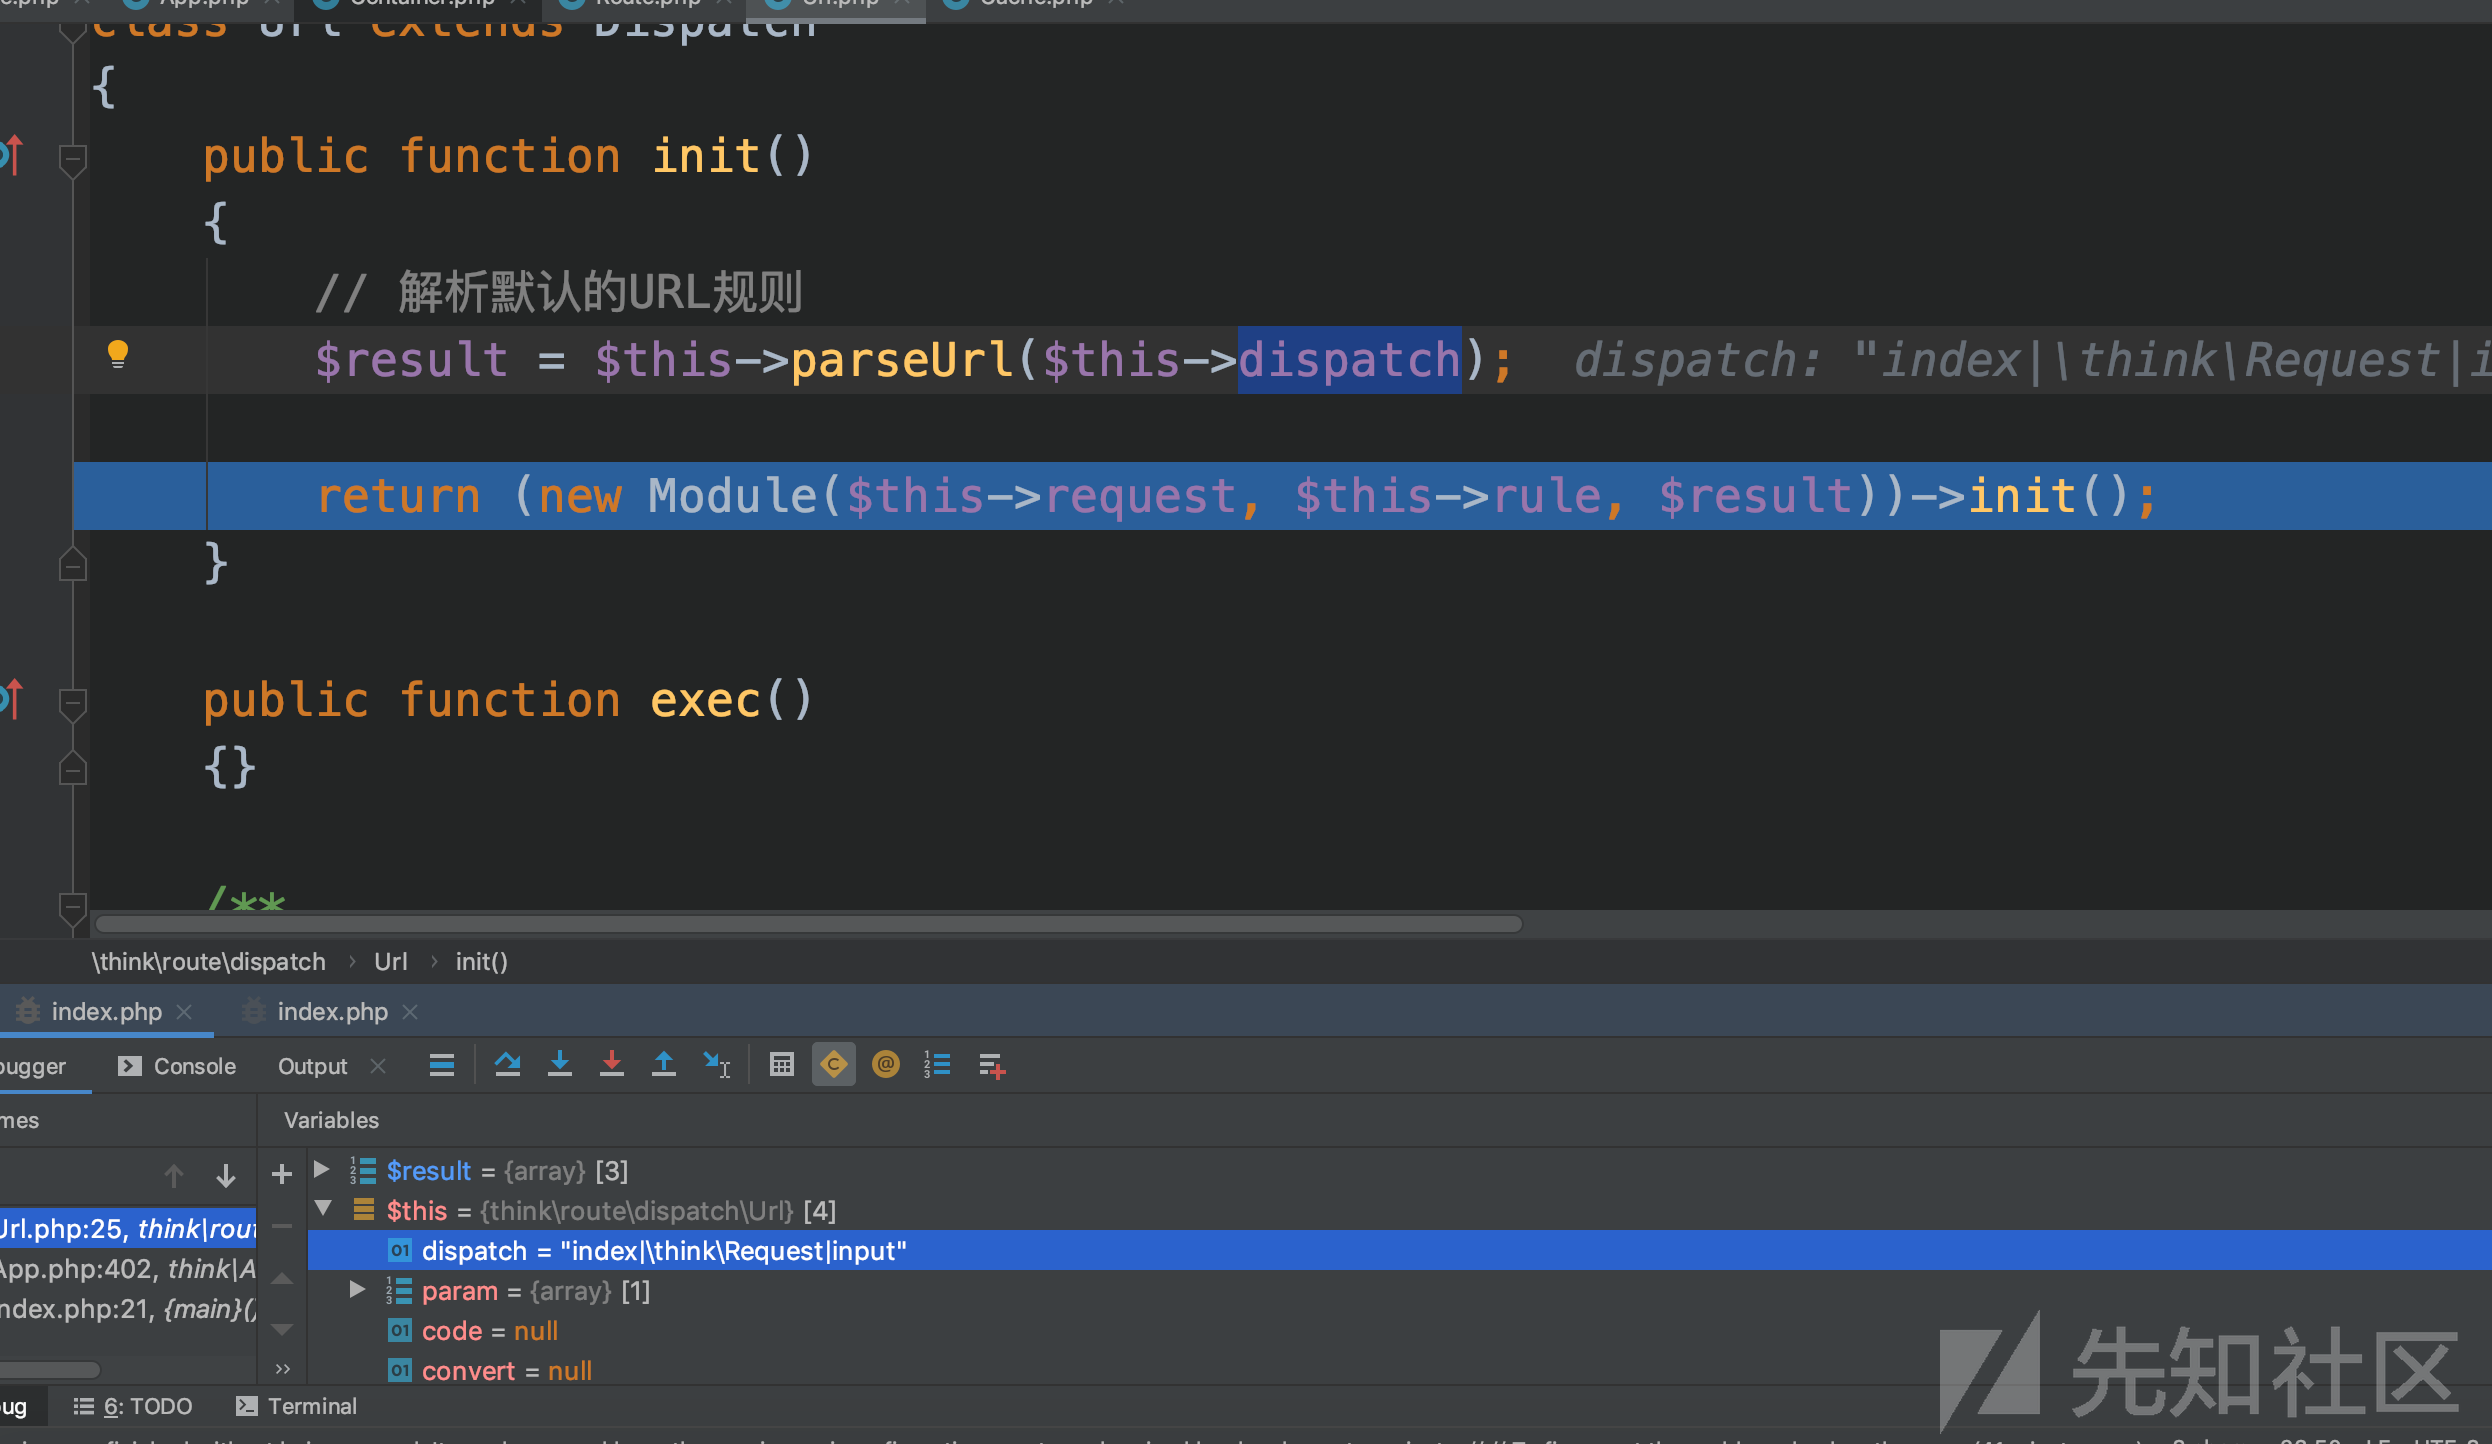 e.php × App.php × Container.php × Route.php × Url.php × Cache.php ×
class Url extends Dispatch
{
public function init()
{
// 解析默认的URL规则
$result = $this->parseUrl($this->dispatch); dispatch: "index|\think\Request|i
return (new Module($this->request, $this->rule, $result))->init();
}
public function exec()
{}
/**
\think\route\dispatch › Url › init()
index.php × index.php ×
bugger Console Output ×
mes Variables
$result = {array} [3]
$this = {think\route\dispatch\Url} [4]
Url.php:25, think\rout
dispatch = "index|\think\Request|input"
App.php:402, think\A
param = {array} [1]
index.php:21, {main}()
code = null
convert = null
先知社区
ug 6: TODO Terminal